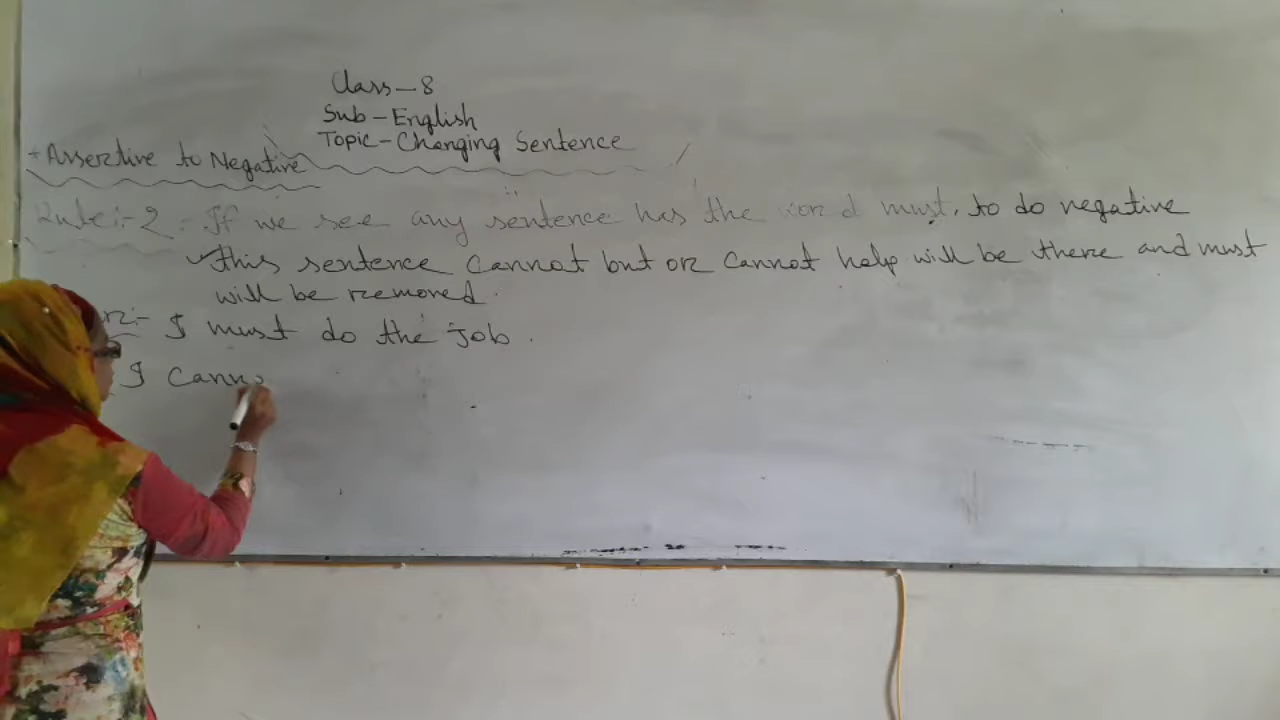 Class-8
Sub-English
Topic-Changing Sentence
Assertive to Negative
Rule:-2 If we see any sentence has the word must, to do negative
this sentence cannot but or cannot help will be there and must
will be removed.
I must do the job.
I Canno